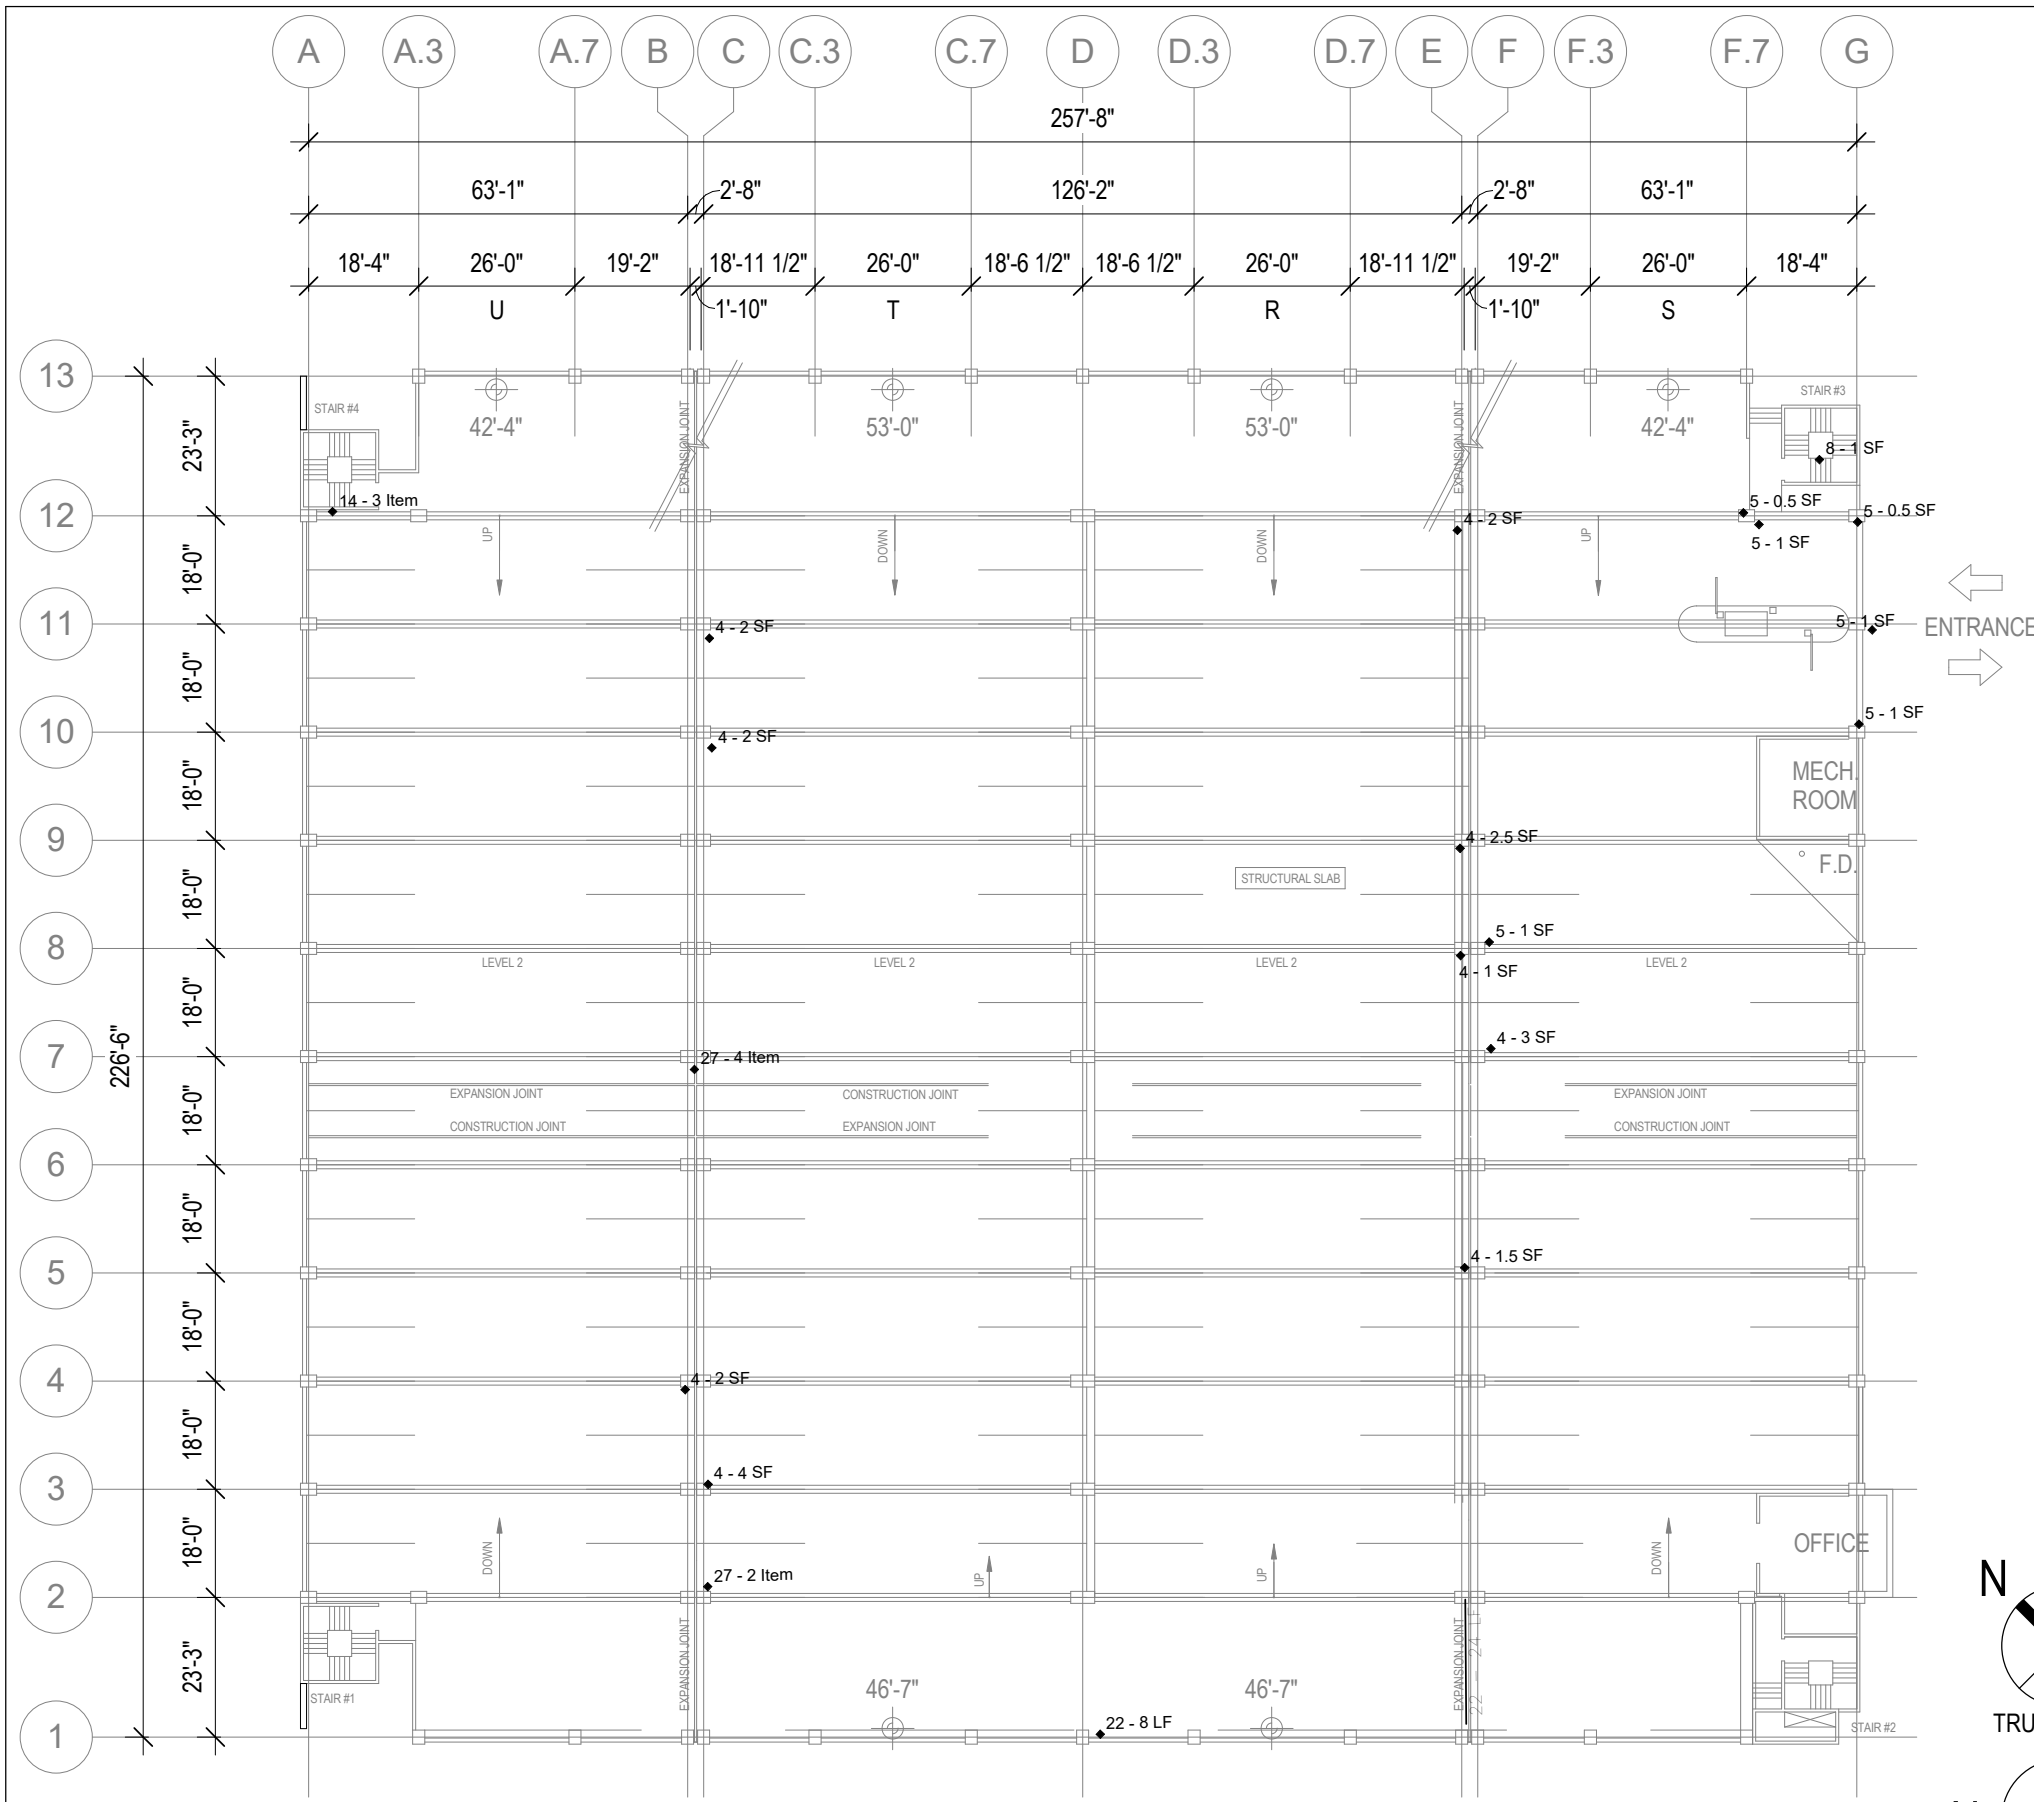 A A.3 A.7 B C C.3 C.7 D D.3 D.7 E F F.3 F.7 G
257'-8"
63'-1" 2'-8" 126'-2" 2'-8" 63'-1"
18'-4" 26'-0" 19'-2" 18'-11 1/2" 26'-0" 18'-6 1/2" 18'-6 1/2" 26'-0" 18'-11 1/2" 19'-2" 26'-0" 18'-4"
U 1'-10" T R 1'-10" S
13
STAIR #4 STAIR #3
42'-4" 53'-0" 53'-0" 42'-4"
EXPANSION JOINT EXPANSION JOINT
23'-3"
8 - 1 SF
14 - 3 Item 5 - 0.5 SF
12 4 - 2 SF 5 - 0.5 SF
UP DOWN DOWN UP 5 - 1 SF
18'-0"
11 4 - 2 SF 5 - 1 SF ENTRANCE
18'-0"
5 - 1 SF
10 4 - 2 SF
18'-0"
MECH.
ROOM
9 4 - 2.5 SF
F.D.
18'-0" STRUCTURAL SLAB
5 - 1 SF
8
LEVEL 2 LEVEL 2 LEVEL 2 LEVEL 2
4 - 1 SF
18'-0"
4 - 3 SF
7 226'-6" 27 - 4 Item
EXPANSION JOINT CONSTRUCTION JOINT EXPANSION JOINT
18'-0"
CONSTRUCTION JOINT EXPANSION JOINT CONSTRUCTION JOINT
6
18'-0"
4 - 1.5 SF
5
18'-0"
4 4 - 2 SF
18'-0"
4 - 4 SF
3
18'-0" DOWN UP UP DOWN OFFICE
27 - 2 Item
2 N
23'-3" EXPANSION JOINT EXPANSION JOINT 22 - 24 LF
46'-7" 46'-7"
STAIR #1
22 - 8 LF STAIR #2
1 TRU